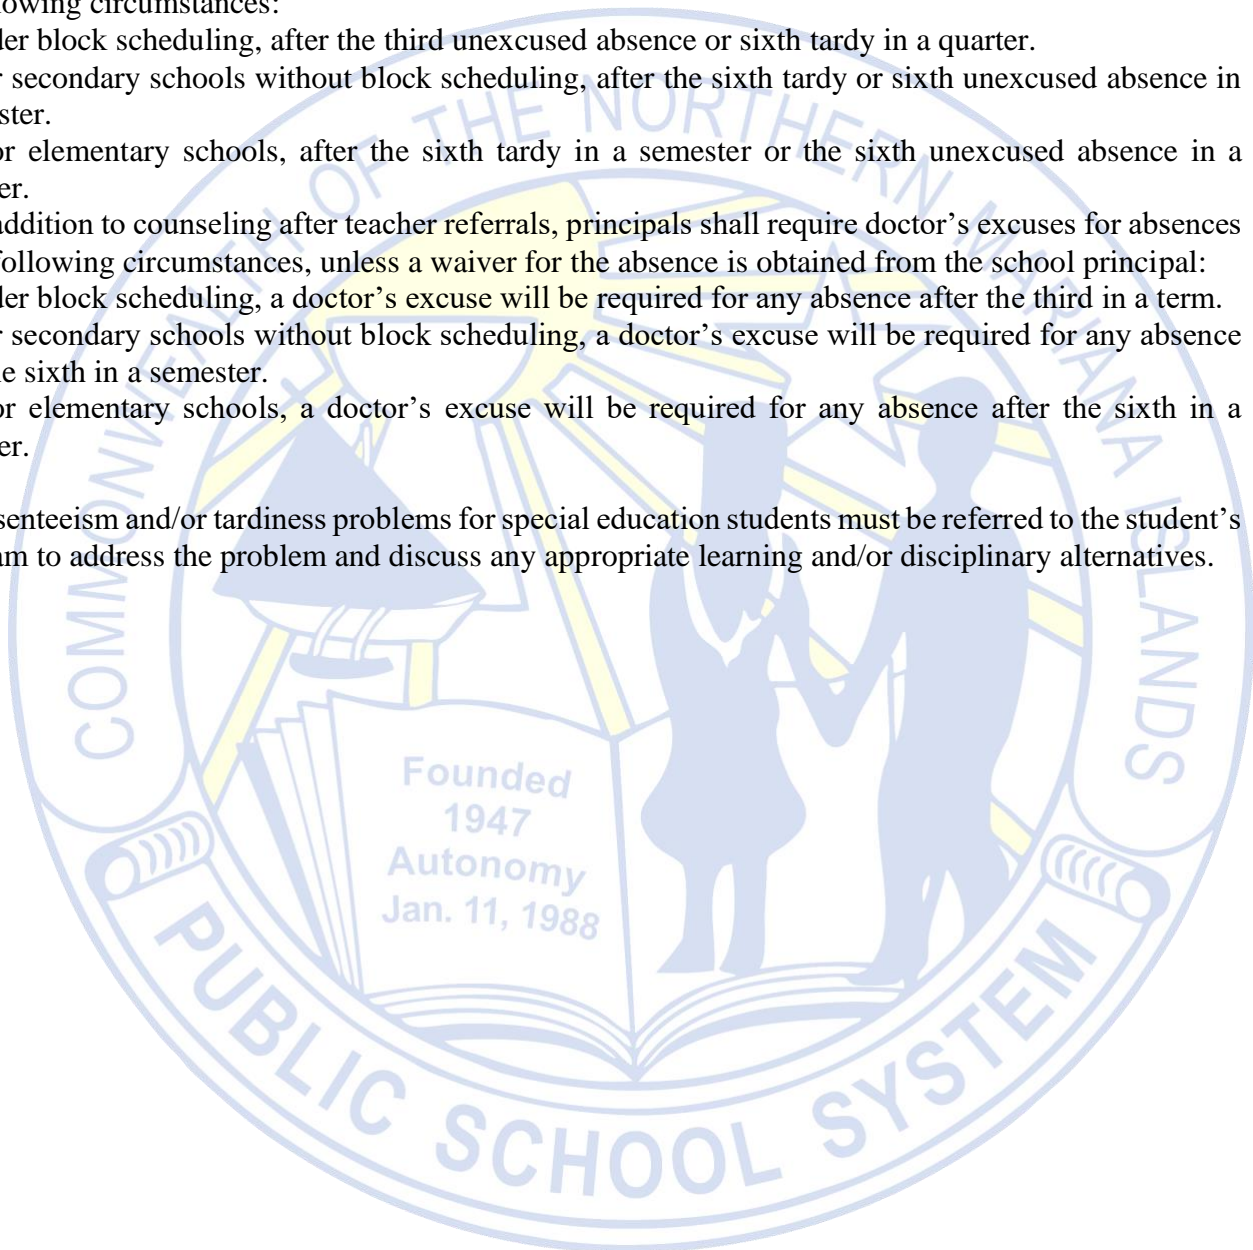 lowing circumstances:
der block scheduling, after the third unexcused absence or sixth tardy in a quarter.
r secondary schools without block scheduling, after the sixth tardy or sixth unexcused absence in
ster.
or elementary schools, after the sixth tardy in a semester or the sixth unexcused absence in a
er.
addition to counseling after teacher referrals, principals shall require doctor’s excuses for absences
following circumstances, unless a waiver for the absence is obtained from the school principal:
der block scheduling, a doctor’s excuse will be required for any absence after the third in a term.
r secondary schools without block scheduling, a doctor’s excuse will be required for any absence
he sixth in a semester.
or elementary schools, a doctor’s excuse will be required for any absence after the sixth in a
er.
senteeism and/or tardiness problems for special education students must be referred to the student’s
am to address the problem and discuss any appropriate learning and/or disciplinary alternatives.
COMMONWEALTH OF THE NORTHERN MARIANA ISLANDS
Founded
1947
Autonomy
Jan. 11, 1988
PUBLIC SCHOOL SYSTEM